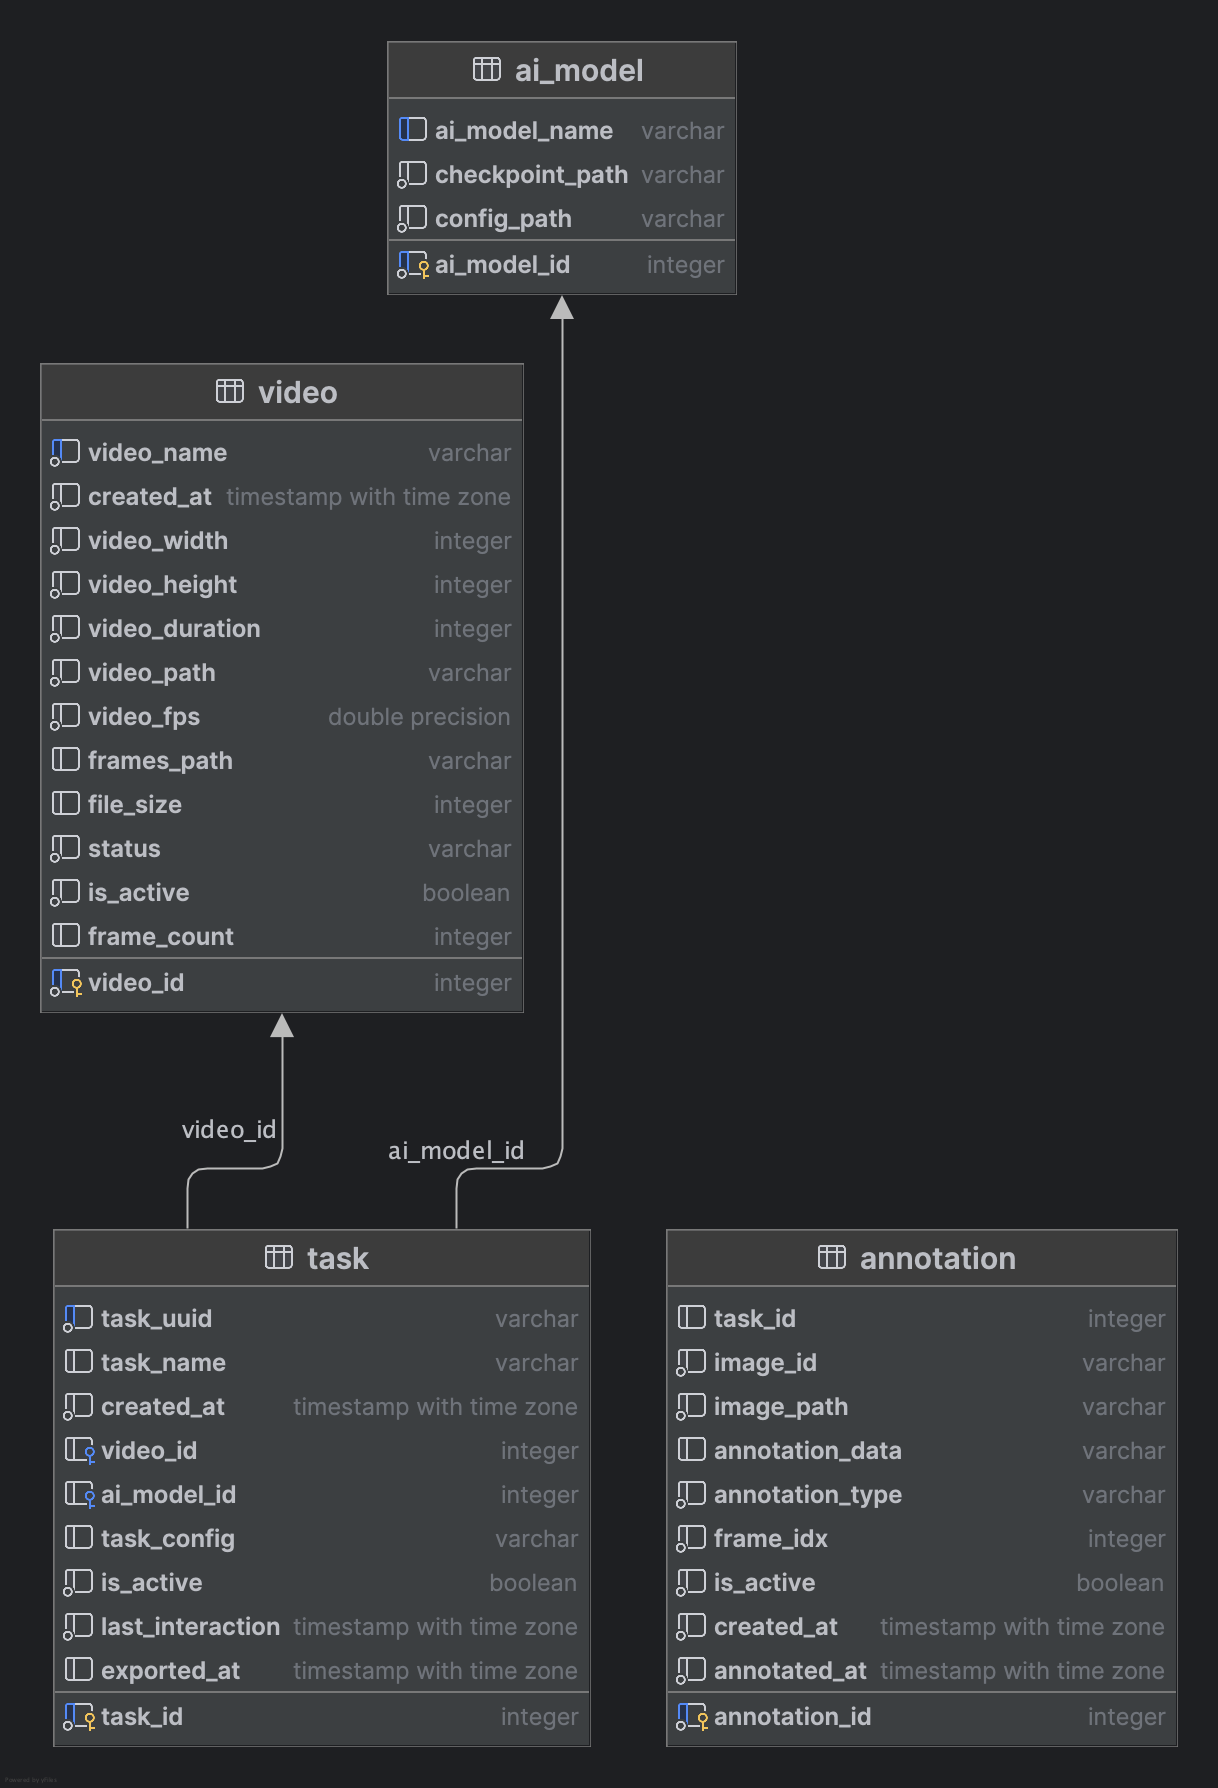 ai_model
ai_model_name varchar
checkpoint_path varchar
config_path varchar
ai_model_id integer
video
video_name varchar
created_at timestamp with time zone
video_width integer
video_height integer
video_duration integer
video_path varchar
video_fps double precision
frames_path varchar
file_size integer
status varchar
is_active boolean
frame_count integer
video_id integer
video_id
ai_model_id
task
task_uuid varchar
task_name varchar
created_at timestamp with time zone
video_id integer
ai_model_id integer
task_config varchar
is_active boolean
last_interaction timestamp with time zone
exported_at timestamp with time zone
task_id integer
annotation
task_id integer
image_id varchar
image_path varchar
annotation_data varchar
annotation_type varchar
frame_idx integer
is_active boolean
created_at timestamp with time zone
annotated_at timestamp with time zone
annotation_id integer
Powered by yFiles